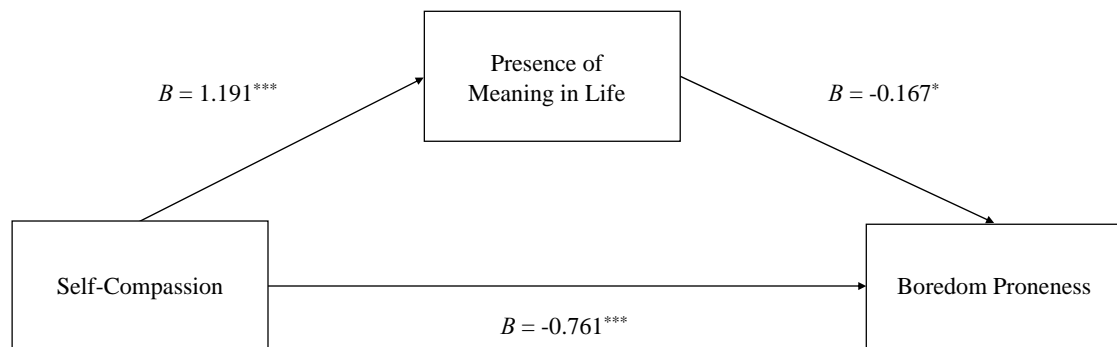 Presence of
Meaning in Life
B = 1.191***
B = -0.167*
Self-Compassion
Boredom Proneness
B = -0.761***